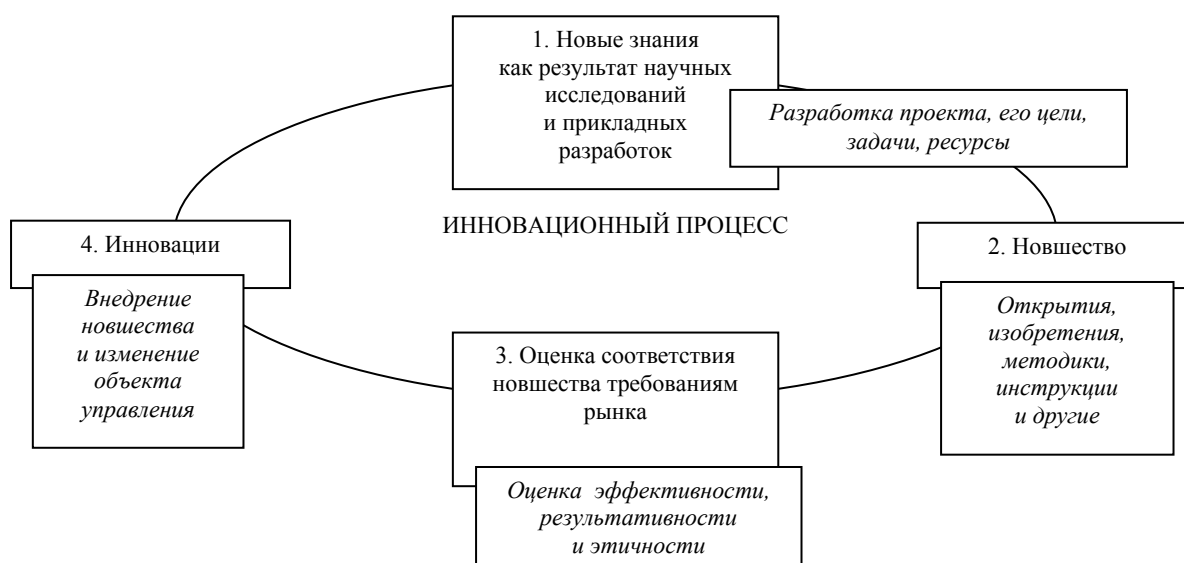 1. Новые знания
как результат научных
исследований
и прикладных
разработок
Разработка проекта, его цели,
задачи, ресурсы
ИННОВАЦИОННЫЙ ПРОЦЕСС
4. Инновации
Внедрение
новшества
и изменение
объекта
управления
2. Новшество
Открытия,
изобретения,
методики,
инструкции
и другие
3. Оценка соответствия
новшества требованиям
рынка
Оценка эффективности,
результативности
и этичности